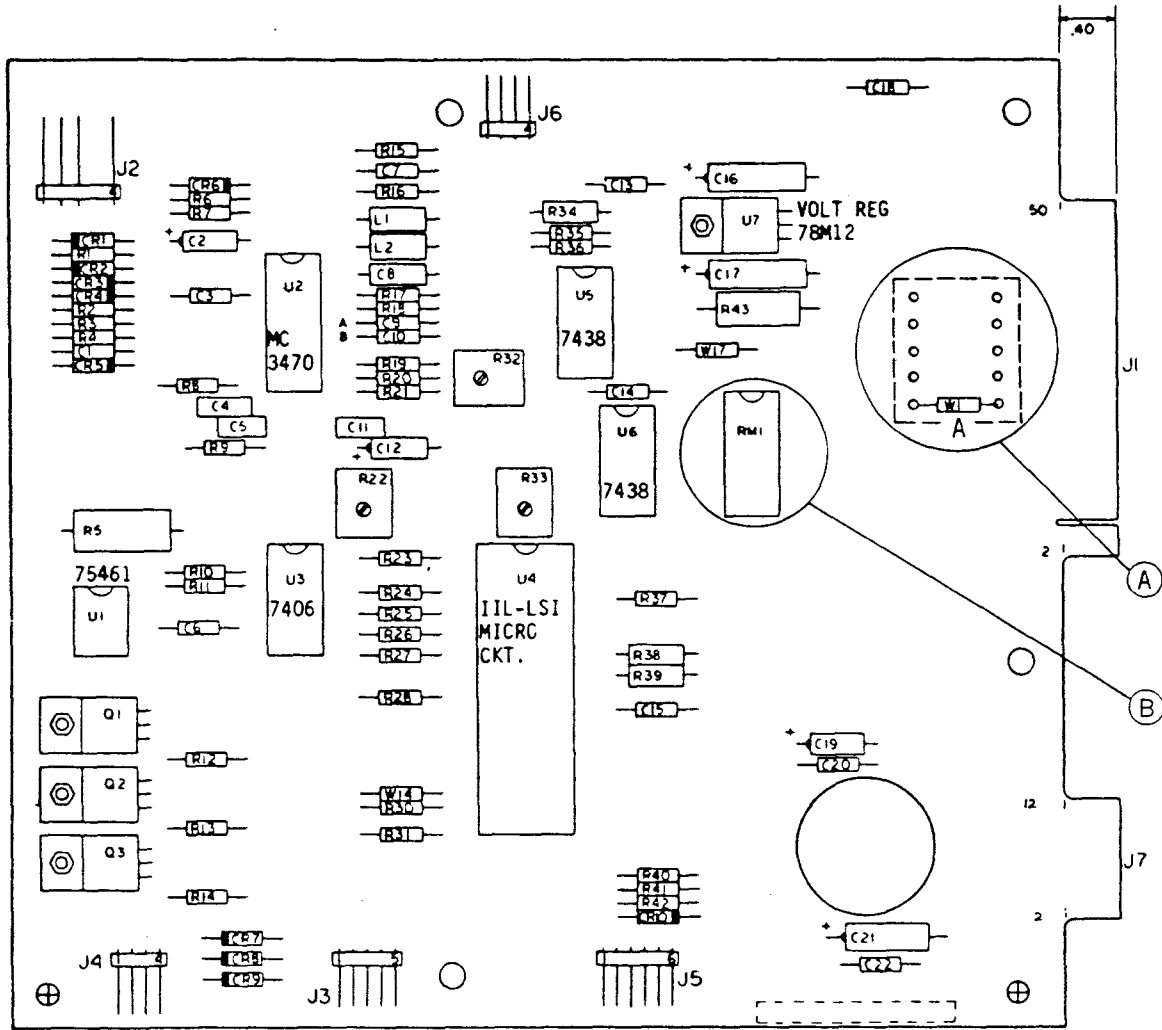 .40
C18
J6
4
J2
4
R15
C7
R16
CR6
R6
R7
C13
+
C16
50
L1
R34
U7
VOLT REG
78M12
+
C2
CR1
R1
CR2
CR3
CR4
R2
R3
R4
C1
CR5
L2
R35
R36
U2
C8
U5
+
C17
C3
R17
R18
C9
C10
A
B
R43
MC
3470
7438
W17
R32
J1
R8
R19
R20
R21
C14
C4
C5
C11
U6
RM1
W1
A
R9
+
C12
R22
R33
7438
R5
2
A
75461
R10
R11
U3
R23
U4
U1
7406
R24
R25
R26
R27
IIL-LSI
MICRC
CKT.
R37
C6
R38
R39
R28
C15
B
Q1
+
C19
C20
R12
Q2
W14
R30
R31
12
R13
Q3
J7
R40
R41
R42
CR10
R14
2
CR7
CR8
CR9
+
C21
C22
J4
4
J3
5
J5
6